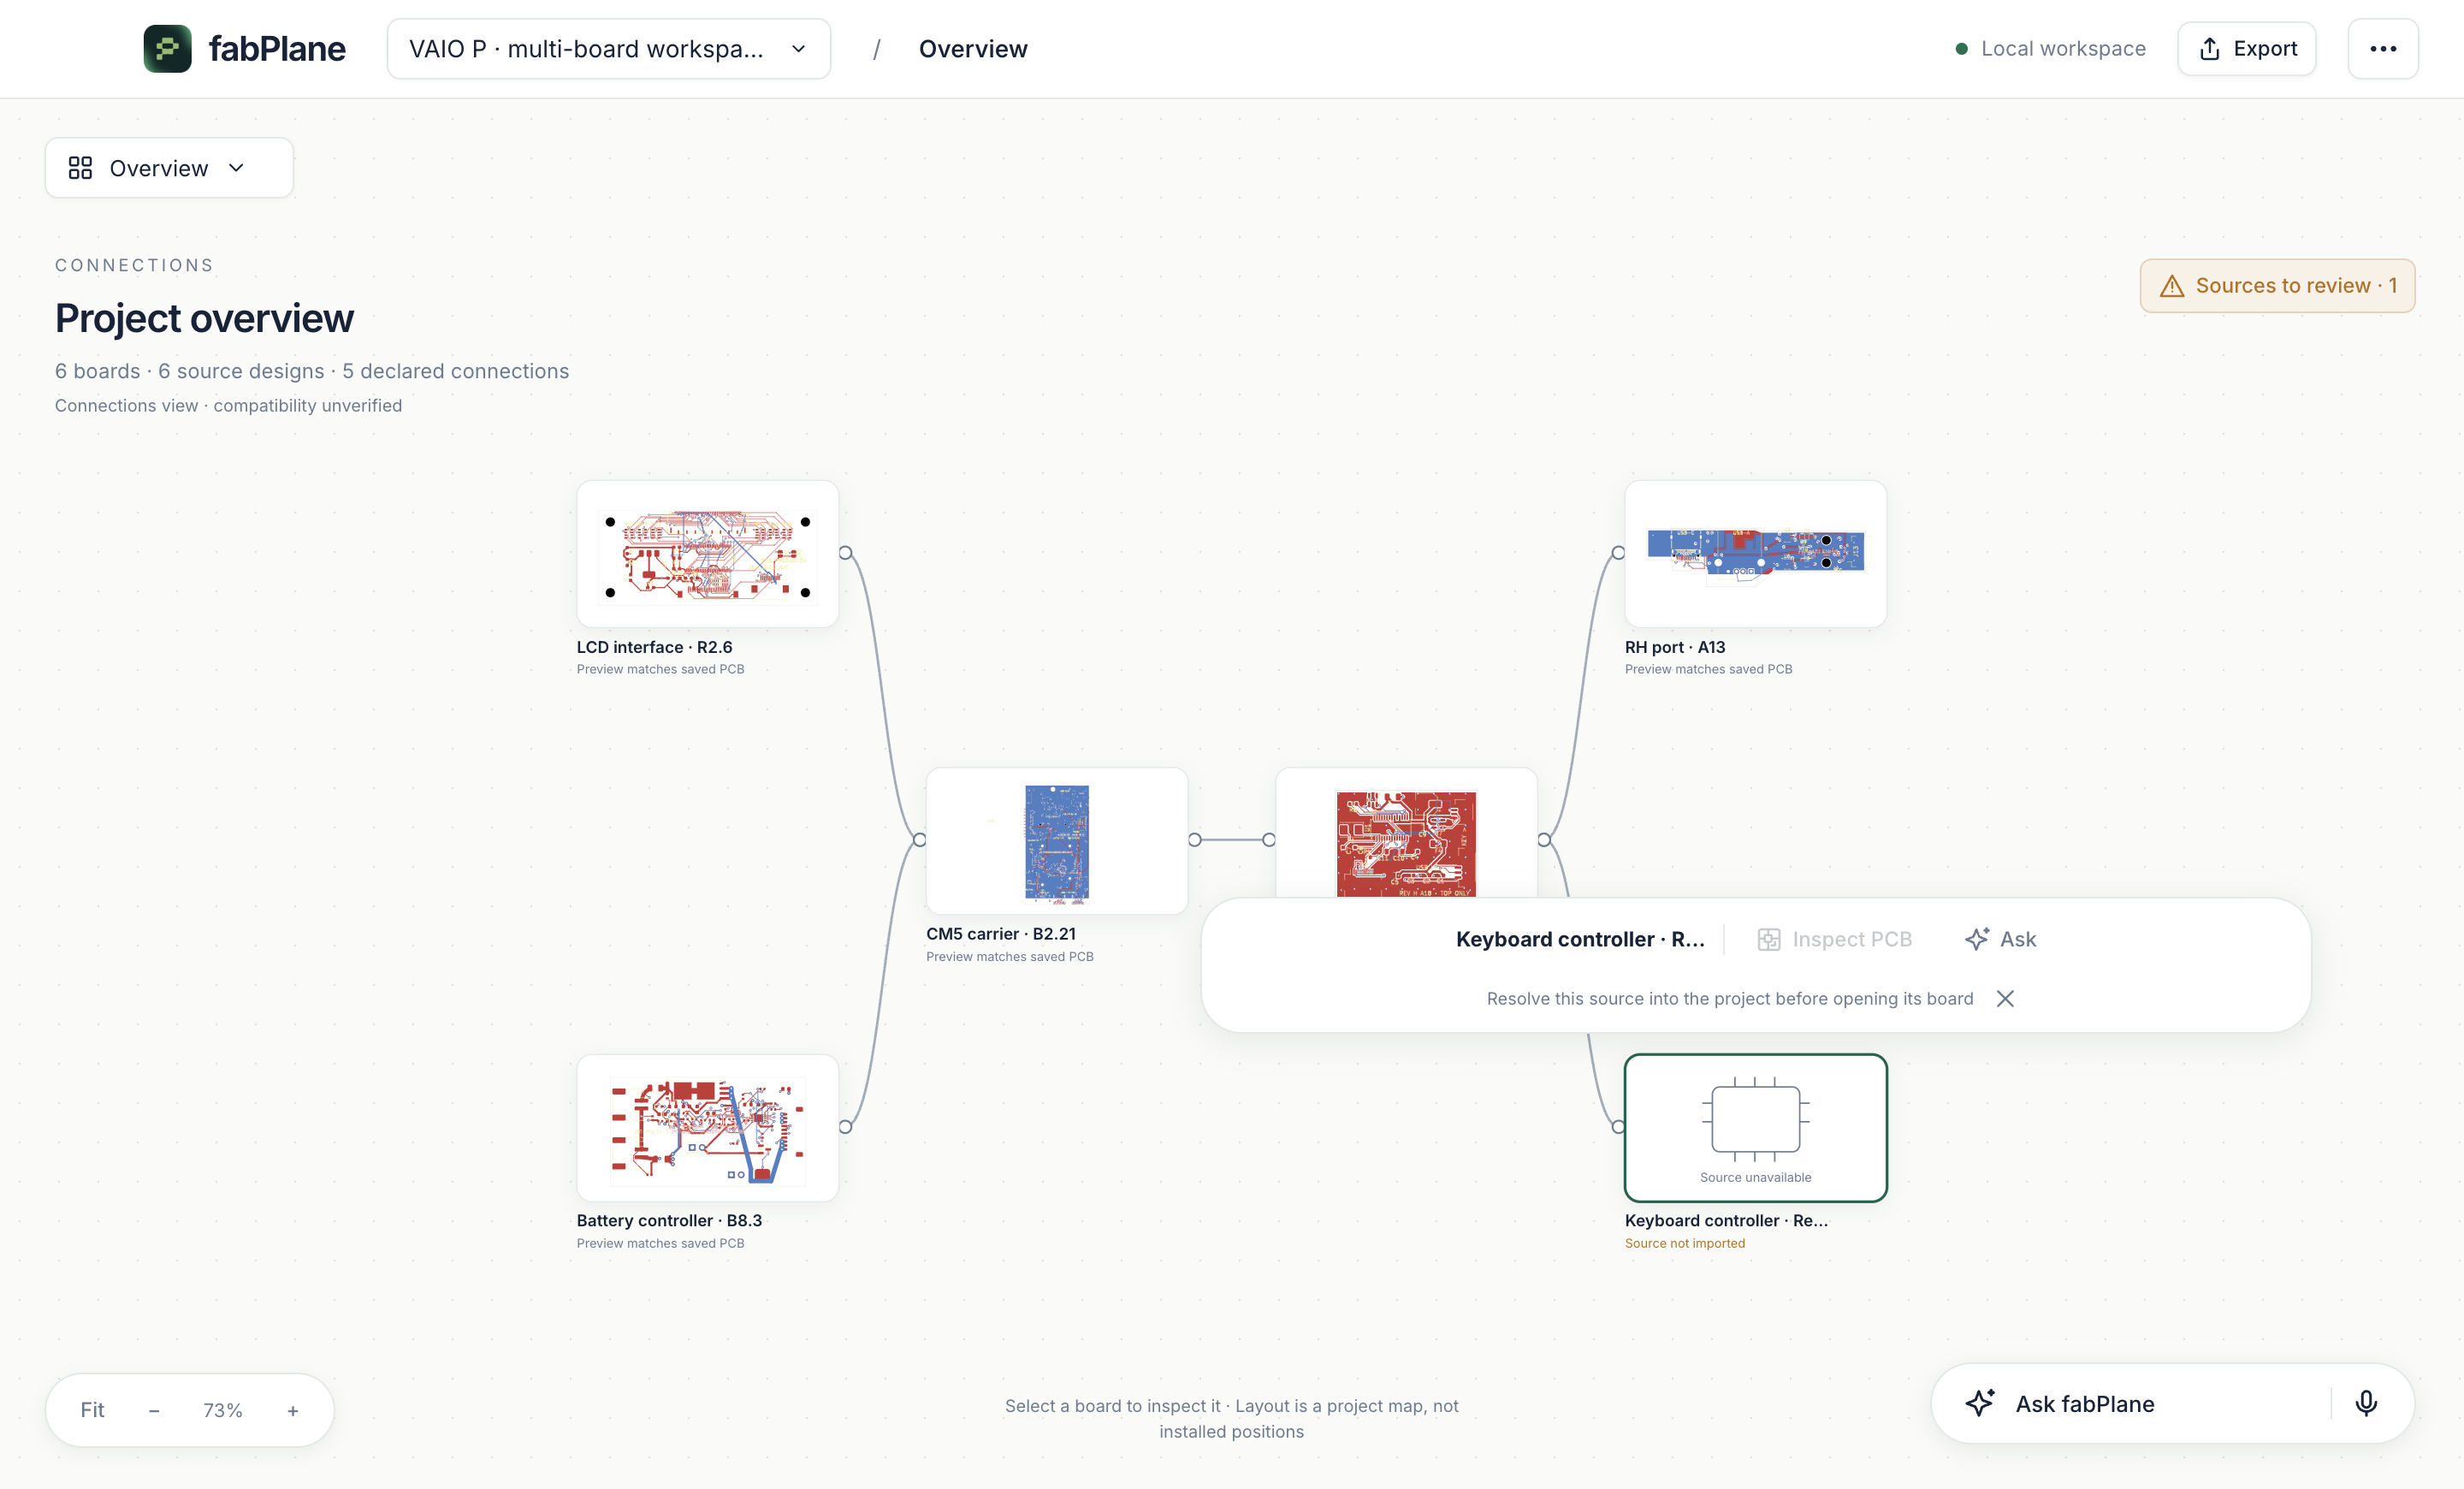 fabPlane
VAIO P · multi-board workspa...
/
Overview
Local workspace
Export
Overview
CONNECTIONS
Project overview
6 boards · 6 source designs · 5 declared connections
Connections view · compatibility unverified
Sources to review · 1
LCD interface · R2.6
Preview matches saved PCB
RH port · A13
Preview matches saved PCB
REV H A18 • TOP ONLY
CM5 carrier · B2.21
Preview matches saved PCB
Keyboard controller · R...
Inspect PCB
Ask
Resolve this source into the project before opening its board
Source unavailable
Battery controller · B8.3
Preview matches saved PCB
Keyboard controller · Re...
Source not imported
Fit
−
73%
+
Select a board to inspect it · Layout is a project map, not
installed positions
Ask fabPlane